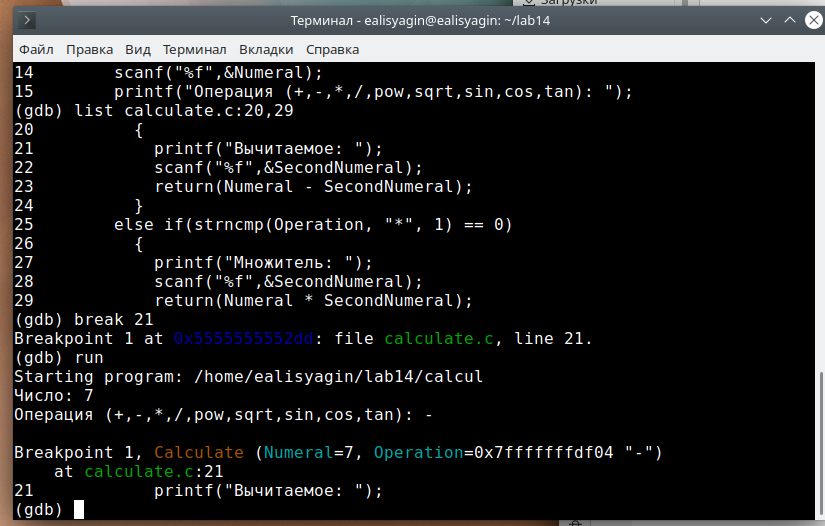 Загрузки
Терминал - ealisyagin@ealisyagin: ~/lab14
Файл Правка Вид Терминал Вкладки Справка
14        scanf("%f",&Numeral);
15        printf("Операция (+,-,*,/,pow,sqrt,sin,cos,tan): ");
(gdb) list calculate.c:20,29
20          {
21            printf("Вычитаемое: ");
22            scanf("%f",&SecondNumeral);
23            return(Numeral - SecondNumeral);
24          }
25        else if(strncmp(Operation, "*", 1) == 0)
26          {
27            printf("Множитель: ");
28            scanf("%f",&SecondNumeral);
29            return(Numeral * SecondNumeral);
(gdb) break 21
Breakpoint 1 at 0x5555555552dd: file calculate.c, line 21.
(gdb) run
Starting program: /home/ealisyagin/lab14/calcul
Число: 7
Операция (+,-,*,/,pow,sqrt,sin,cos,tan): -
Breakpoint 1, Calculate (Numeral=7, Operation=0x7fffffffdf04 "-")
    at calculate.c:21
21            printf("Вычитаемое: ");
(gdb)